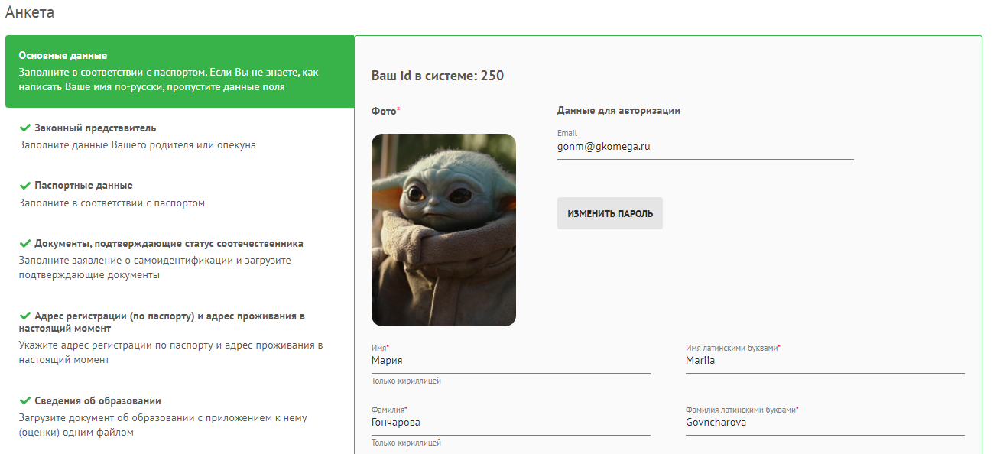 Анкета
Основные данные
Заполните в соответствии с паспортом. Если Вы не знаете, как
написать Ваше имя по-русски, пропустите данные поля
Законный представитель
Заполните данные Вашего родителя или опекуна
Паспортные данные
Заполните в соответствии с паспортом
Документы, подтверждающие статус соотечественника
Заполните заявление о самоидентификации и загрузите
подтверждающие документы
Адрес регистрации (по паспорту) и адрес проживания в
настоящий момент
Укажите адрес регистрации по паспорту и адрес проживания в
настоящий момент
Сведения об образовании
Загрузите документ об образовании с приложением к нему
(оценки) одним файлом
Ваш id в системе: 250
Фото*
Данные для авторизации
Email
gonm@gkomega.ru
ИЗМЕНИТЬ ПАРОЛЬ
Имя*
Мария
Только кириллицей
Имя латинскими буквами*
Mariia
Фамилия*
Гончарова
Только кириллицей
Фамилия латинскими буквами*
Govncharova